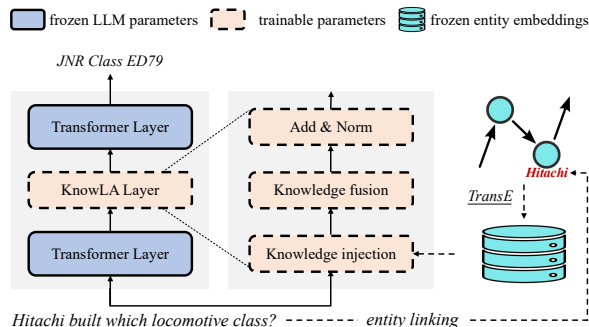 frozen LLM parameters
trainable parameters
frozen entity embeddings
JNR Class ED79
Transformer Layer
Add & Norm
KnowLA Layer
Knowledge fusion
Hitachi
TransE
Transformer Layer
Knowledge injection
Hitachi built which locomotive class?
entity linking